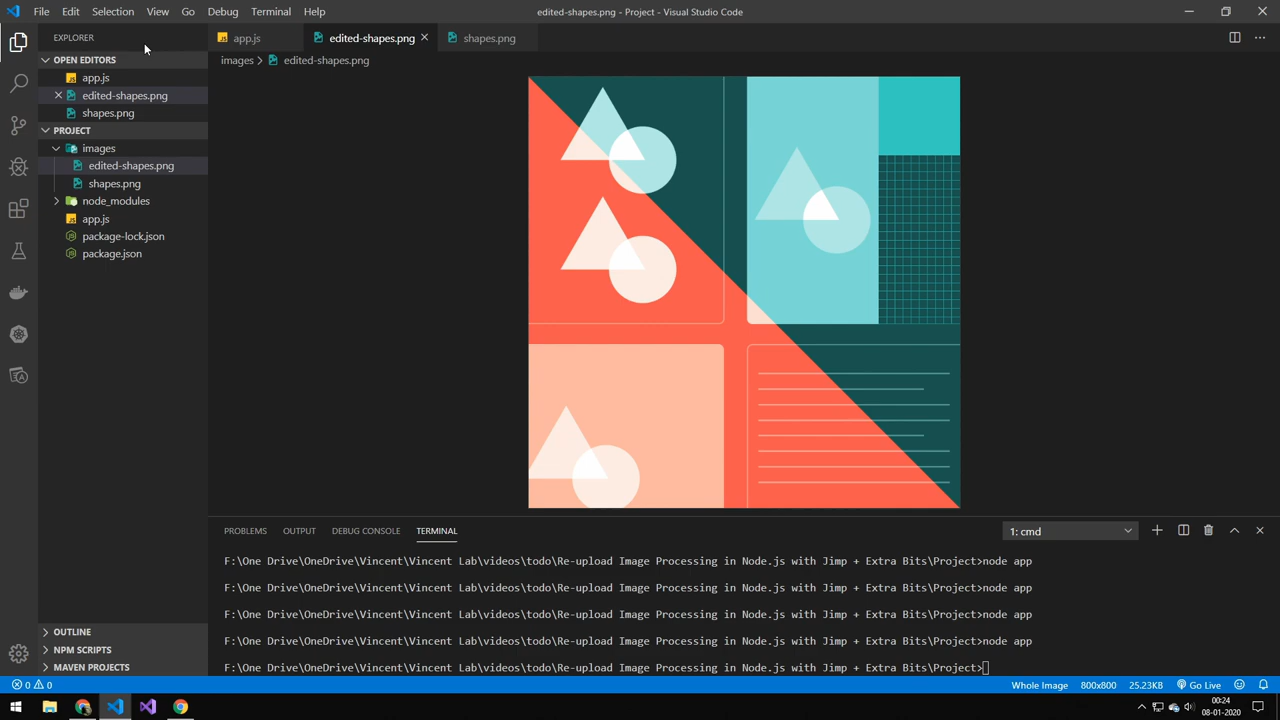 File Edit Selection View Go Debug Terminal Help
edited-shapes.png - Project - Visual Studio Code
EXPLORER
OPEN EDITORS
app.js
edited-shapes.png
shapes.png
PROJECT
images
edited-shapes.png
shapes.png
node_modules
app.js
package-lock.json
package.json
OUTLINE
NPM SCRIPTS
MAVEN PROJECTS
app.js edited-shapes.png shapes.png
images edited-shapes.png
PROBLEMS OUTPUT DEBUG CONSOLE TERMINAL
1: cmd
F:\One Drive\OneDrive\Vincent\Vincent Lab\videos\todo\Re-upload Image Processing in Node.js with Jimp + Extra Bits\Project>node app
F:\One Drive\OneDrive\Vincent\Vincent Lab\videos\todo\Re-upload Image Processing in Node.js with Jimp + Extra Bits\Project>node app
F:\One Drive\OneDrive\Vincent\Vincent Lab\videos\todo\Re-upload Image Processing in Node.js with Jimp + Extra Bits\Project>node app
F:\One Drive\OneDrive\Vincent\Vincent Lab\videos\todo\Re-upload Image Processing in Node.js with Jimp + Extra Bits\Project>node app
F:\One Drive\OneDrive\Vincent\Vincent Lab\videos\todo\Re-upload Image Processing in Node.js with Jimp + Extra Bits\Project>
0 0
Whole Image 800x800 25.23KB Go Live
00:24
08-01-2020